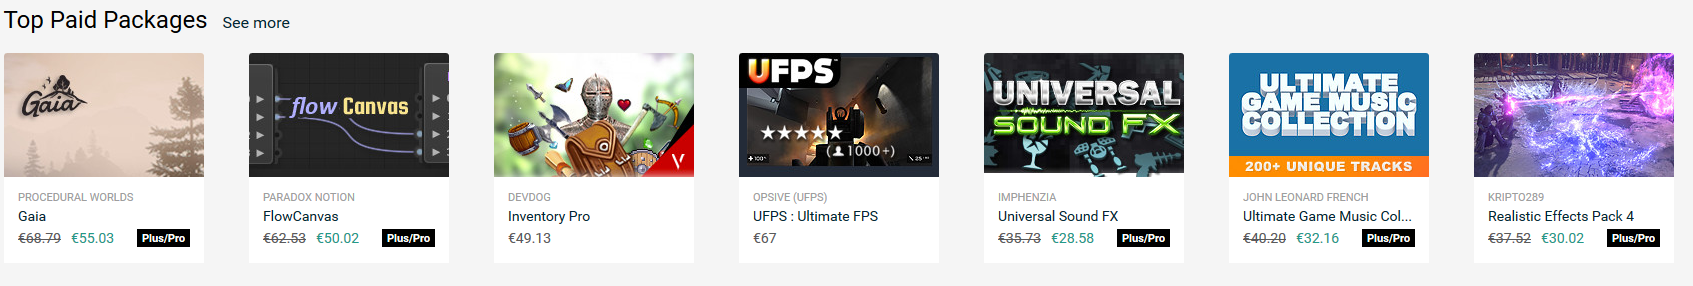 Top Paid Packages See more
Gaia
flow Canvas
V
UFPS
★★★★★
(1000+)
100
25
UNIVERSAL
SOUND FX
ULTIMATE
GAME MUSIC
COLLECTION
200+ UNIQUE TRACKS
PROCEDURAL WORLDS
Gaia
€68.79 €55.03 Plus/Pro
PARADOX NOTION
FlowCanvas
€62.53 €50.02 Plus/Pro
DEVDOG
Inventory Pro
€49.13
OPSIVE (UFPS)
UFPS : Ultimate FPS
€67
IMPHENZIA
Universal Sound FX
€35.73 €28.58 Plus/Pro
JOHN LEONARD FRENCH
Ultimate Game Music Col...
€40.20 €32.16 Plus/Pro
KRIPTO289
Realistic Effects Pack 4
€37.52 €30.02 Plus/Pro